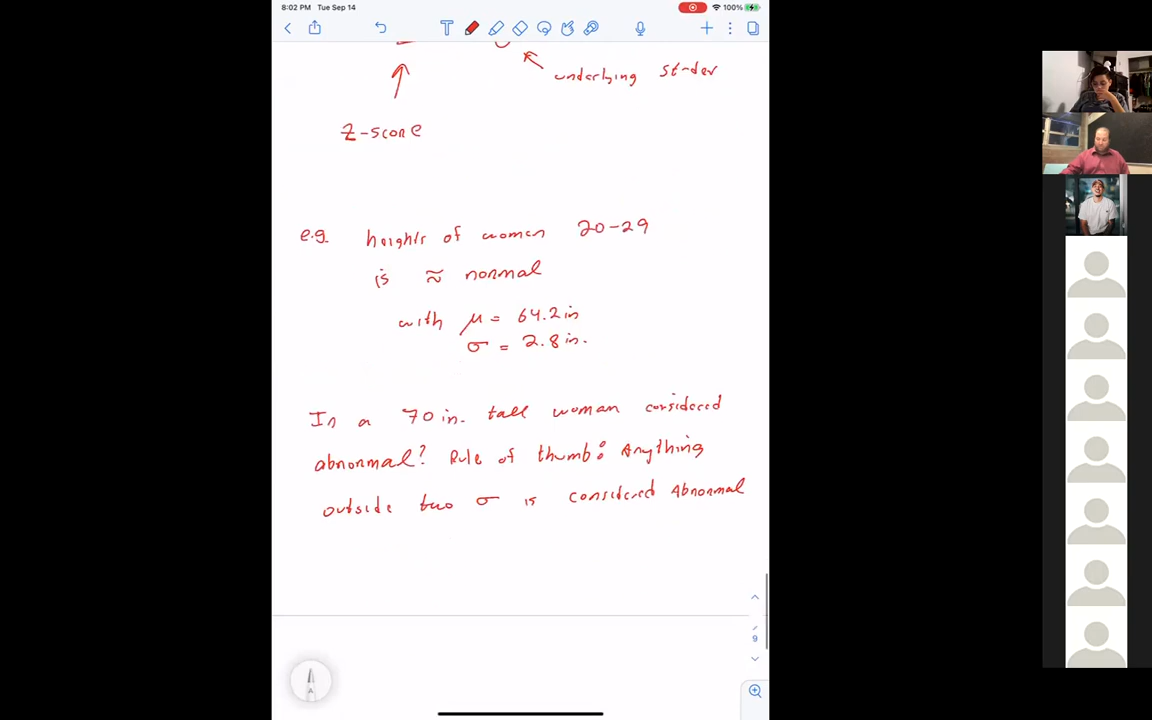 8:02 PM Tue Sep 14
100%
T
underlying st-dev
Z-score
e.g. heights of women 20-29
is ≈ normal
with μ = 64.2 in
σ = 2.8 in.
In a 70 in. tall woman considered
abnormal? Rule of thumb: Anything
outside two σ is considered Abnormal
9
A